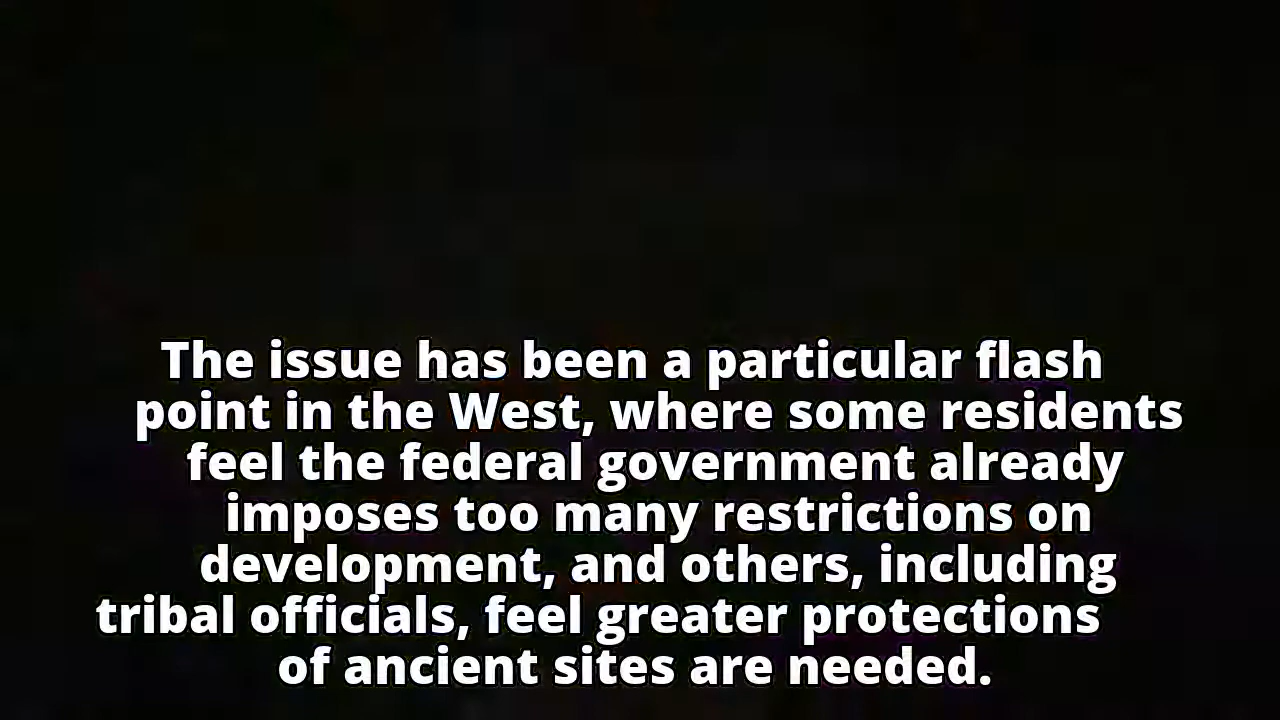 The issue has been a particular flash
point in the West, where some residents
feel the federal government already
imposes too many restrictions on
development, and others, including
tribal officials, feel greater protections
of ancient sites are needed.